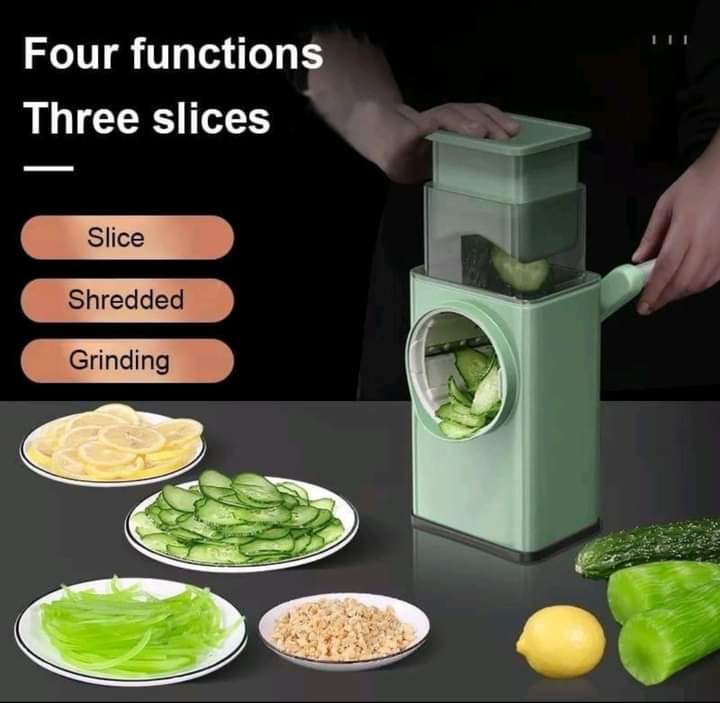 Four functions
Three slices
Slice
Shredded
Grinding